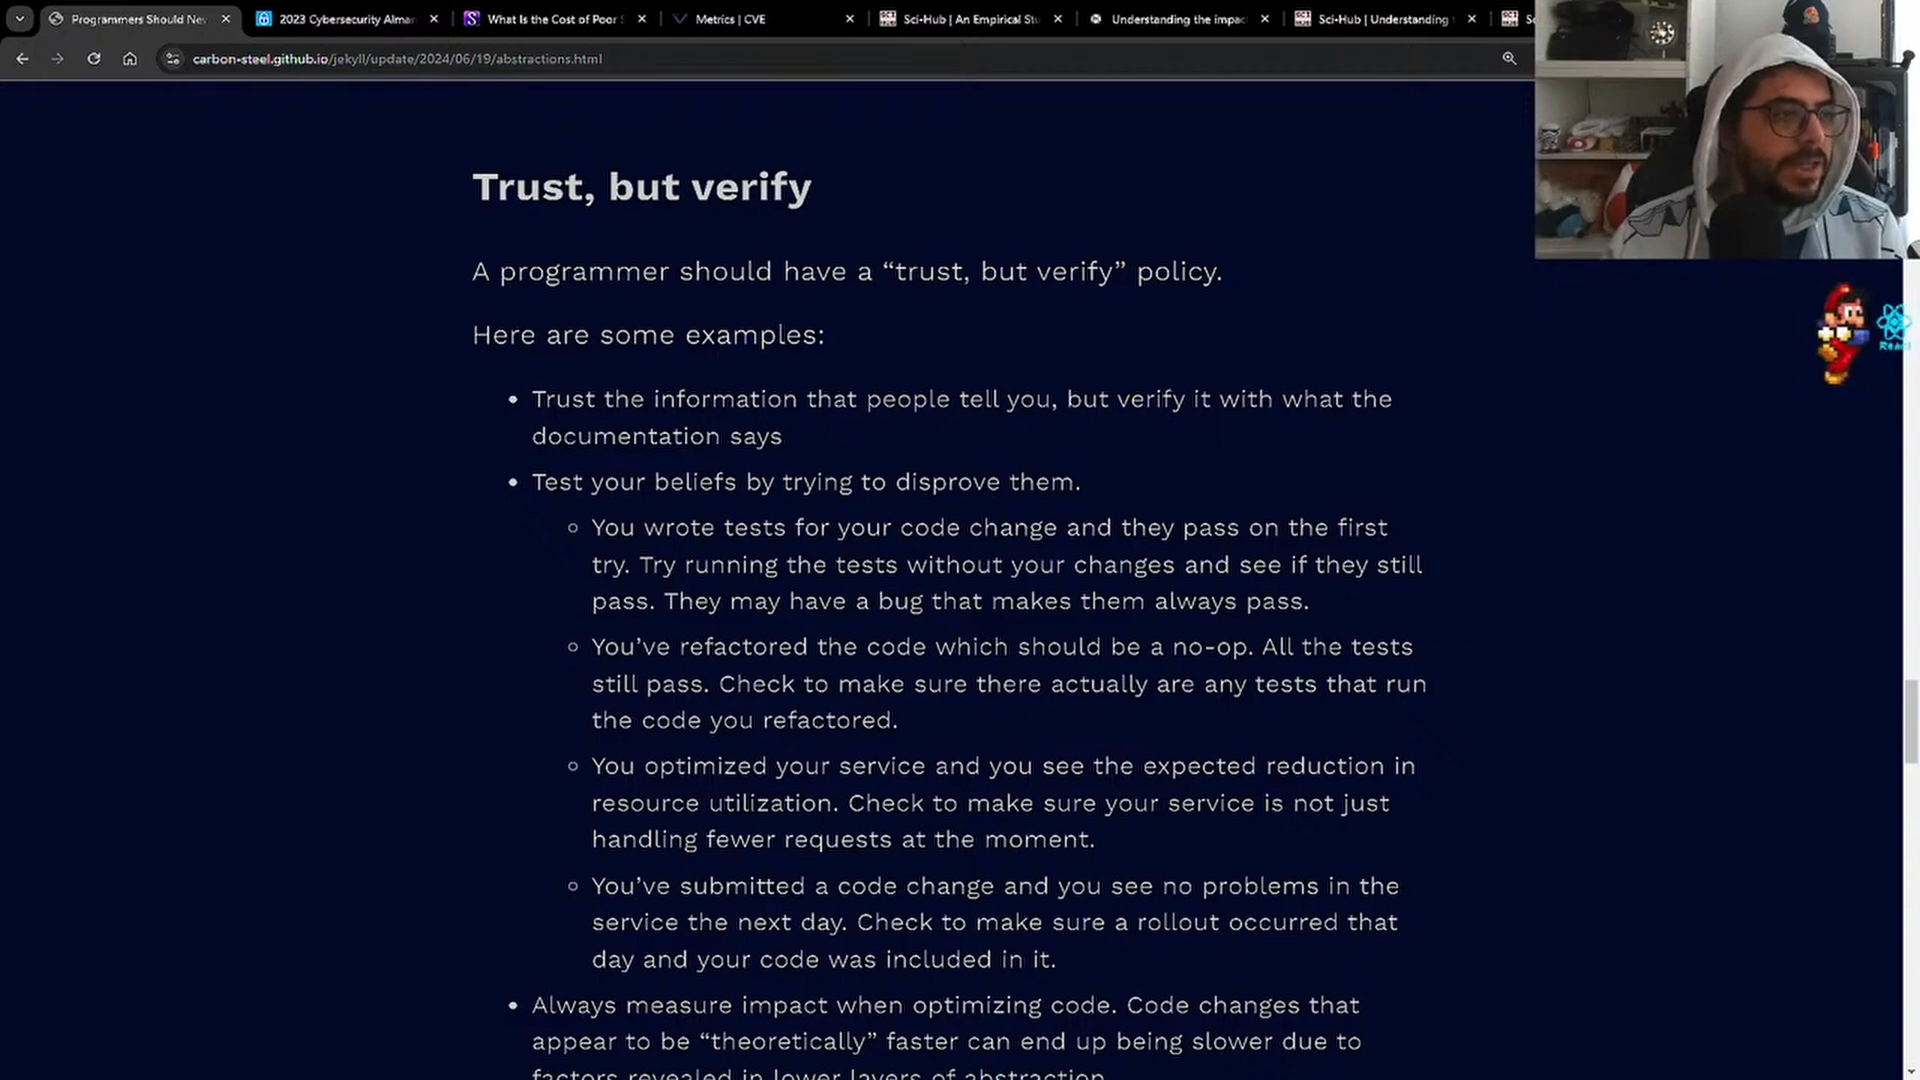 Programmers Should Nev
2023 Cybersecurity Alman
What Is the Cost of Poor S
Metrics | CVE
Sci-Hub | An Empirical Stu
Understanding the impac
Sci-Hub | Understanding
carbon-steel.github.io/jekyll/update/2024/06/19/abstractions.html
Trust, but verify
A programmer should have a “trust, but verify” policy.
Here are some examples:
React
• Trust the information that people tell you, but verify it with what the
documentation says
• Test your beliefs by trying to disprove them.
◦ You wrote tests for your code change and they pass on the first
try. Try running the tests without your changes and see if they still
pass. They may have a bug that makes them always pass.
◦ You’ve refactored the code which should be a no-op. All the tests
still pass. Check to make sure there actually are any tests that run
the code you refactored.
◦ You optimized your service and you see the expected reduction in
resource utilization. Check to make sure your service is not just
handling fewer requests at the moment.
◦ You’ve submitted a code change and you see no problems in the
service the next day. Check to make sure a rollout occurred that
day and your code was included in it.
• Always measure impact when optimizing code. Code changes that
appear to be “theoretically” faster can end up being slower due to
factors revealed in lower layers of abstraction